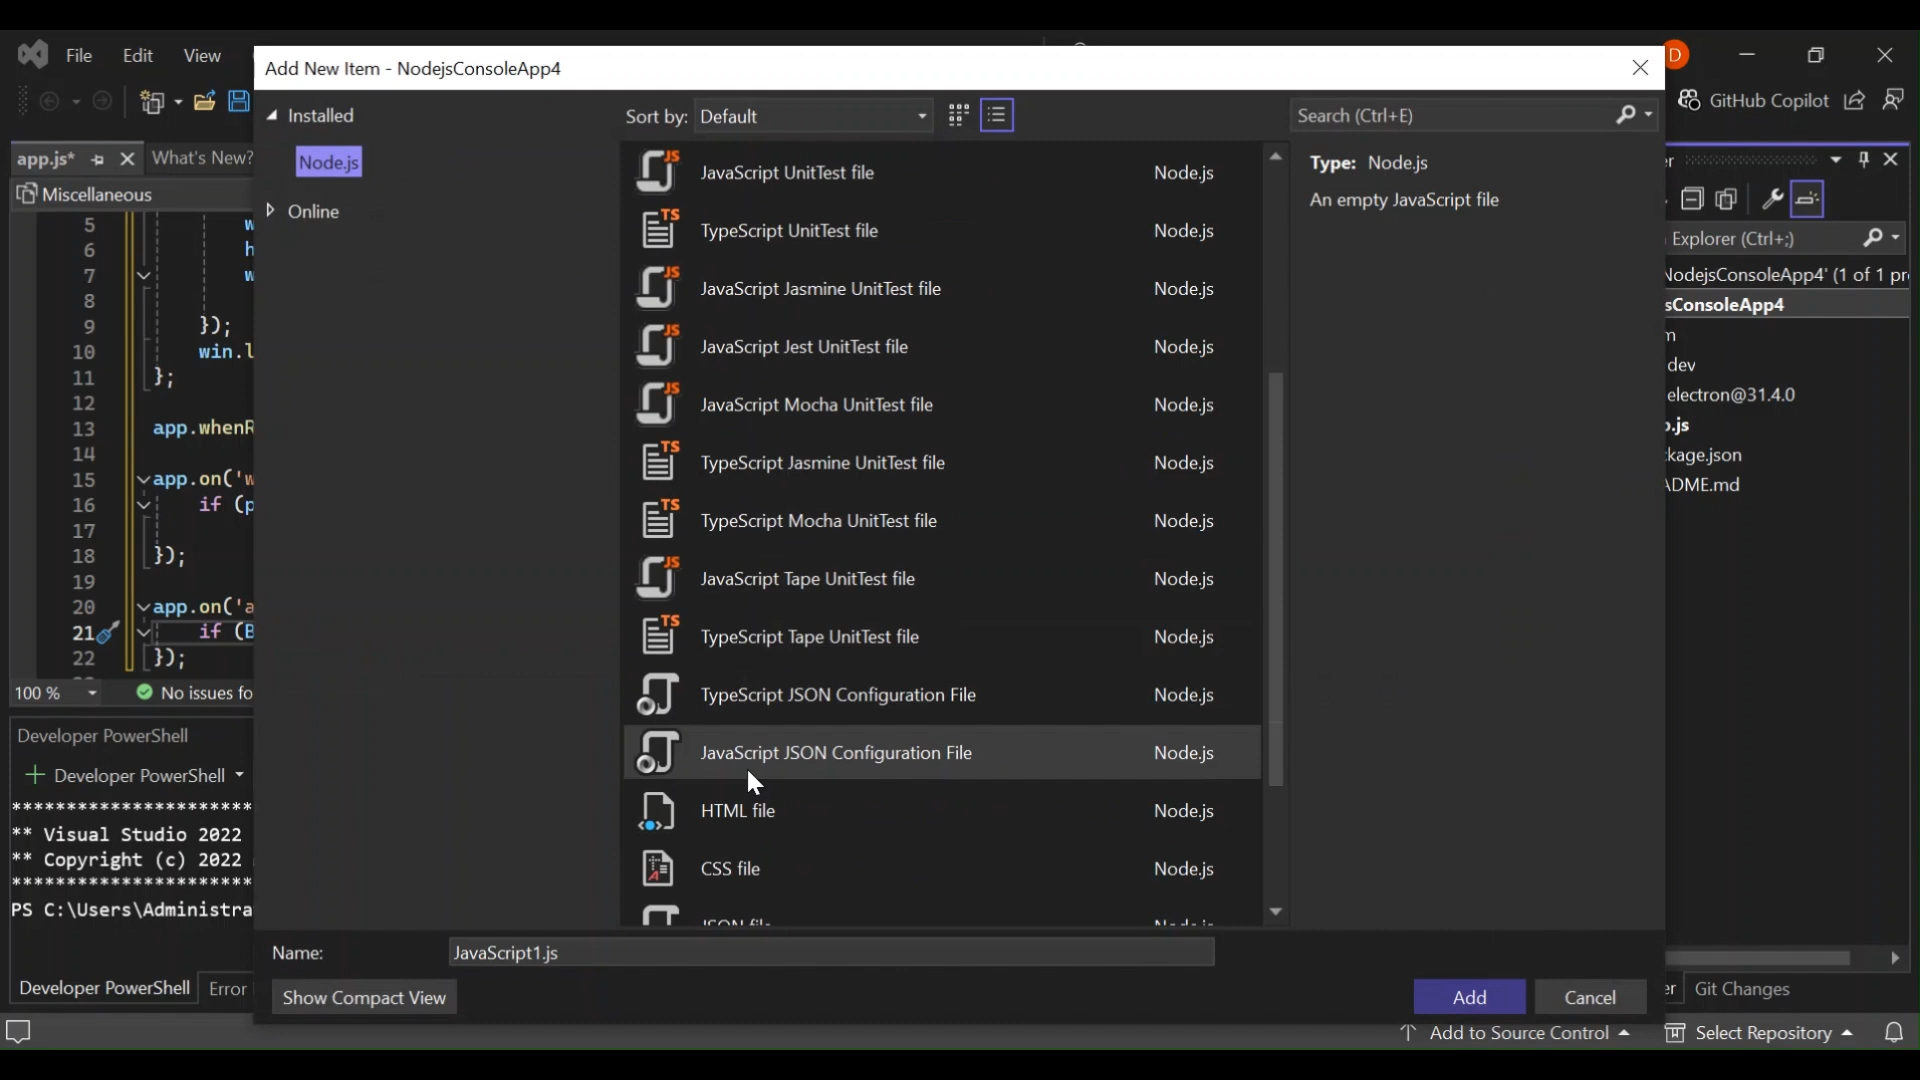 File Edit View
Add New Item - NodejsConsoleApp4
D
GitHub Copilot
Installed
Node.js
Online
Sort by: Default
Search (Ctrl+E)
Type: Node.js
An empty JavaScript file
JavaScript UnitTest file Node.js
TypeScript UnitTest file Node.js
JavaScript Jasmine UnitTest file Node.js
JavaScript Jest UnitTest file Node.js
JavaScript Mocha UnitTest file Node.js
TypeScript Jasmine UnitTest file Node.js
TypeScript Mocha UnitTest file Node.js
JavaScript Tape UnitTest file Node.js
TypeScript Tape UnitTest file Node.js
TypeScript JSON Configuration File Node.js
JavaScript JSON Configuration File Node.js
HTML file Node.js
CSS file Node.js
JSON file Node.js
Name: JavaScript1.js
Show Compact View
Add Cancel
app.js* What's New?
Miscellaneous
5 w
6 h
7 w
8
9 });
10 win.l
11 };
12
13 app.whenR
14
15 app.on('w
16 if (p
17
18 });
19
20 app.on('a
21 if (B
22 });
100 % No issues fo
Developer PowerShell
+ Developer PowerShell
**********************
** Visual Studio 2022
** Copyright (c) 2022
**********************
PS C:\Users\Administra
Developer PowerShell Error
er
Explorer (Ctrl+;)
NodejsConsoleApp4' (1 of 1 pr
sConsoleApp4
m
dev
electron@31.4.0
p.js
kage.json
ADME.md
er Git Changes
Add to Source Control Select Repository